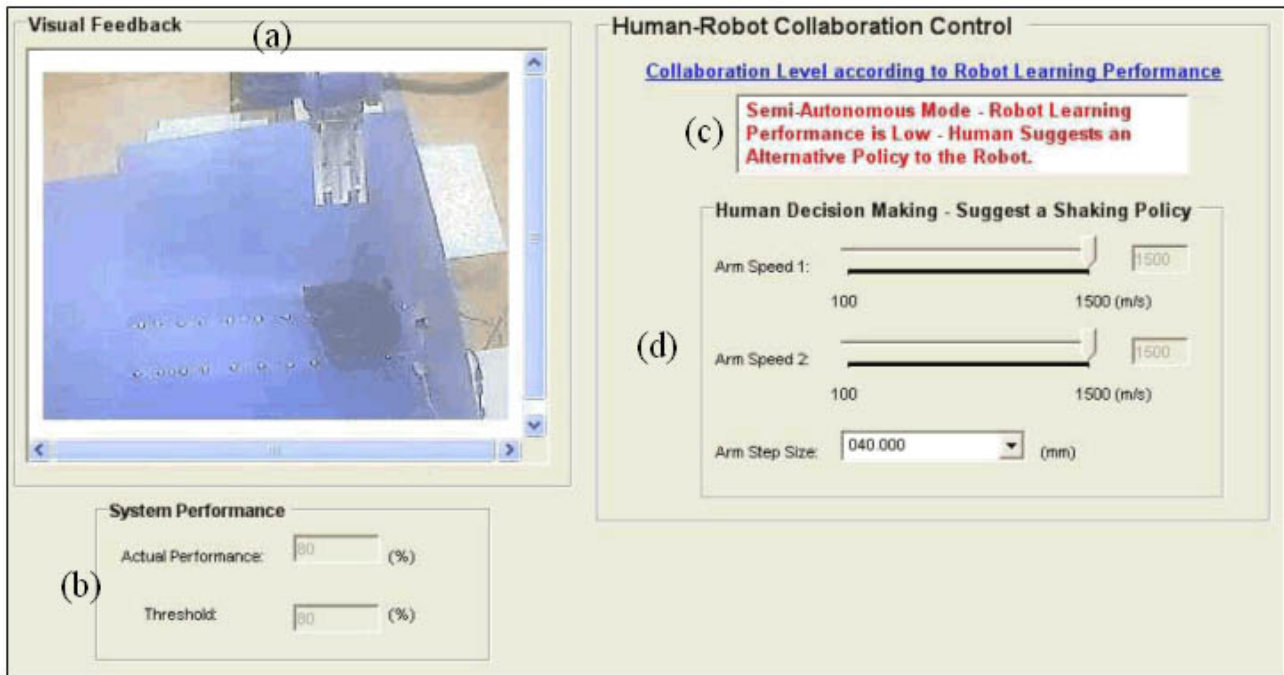 Visual Feedback
(a)
Human-Robot Collaboration Control
Collaboration Level according to Robot Learning Performance
(c)
Semi-Autonomous Mode - Robot Learning
Performance is Low - Human Suggests an
Alternative Policy to the Robot.
Human Decision Making - Suggest a Shaking Policy
Arm Speed 1:
1500
100
1500 (m/s)
(d)
Arm Speed 2:
1500
100
1500 (m/s)
Arm Step Size:
040.000
(mm)
System Performance
Actual Performance:
80
(%)
(b)
Threshold:
80
(%)